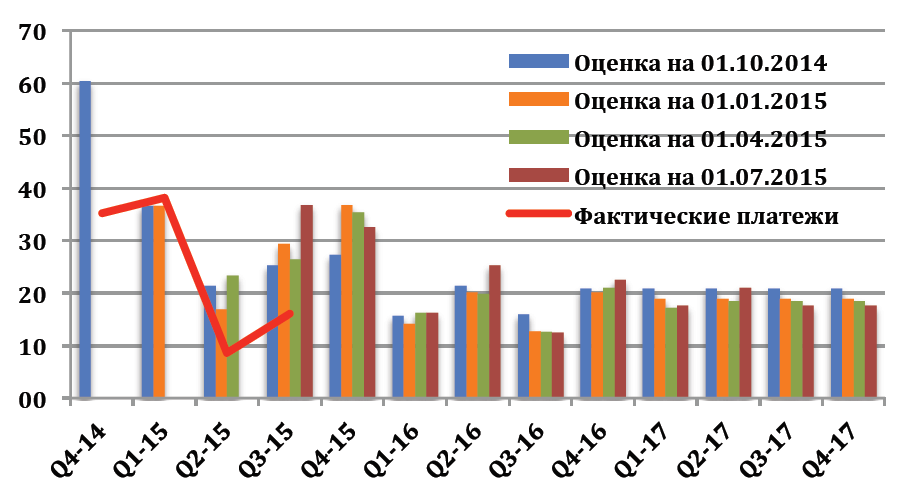 70
60
50
40
30
20
10
00
Оценка на 01.10.2014
Оценка на 01.01.2015
Оценка на 01.04.2015
Оценка на 01.07.2015
Фактические платежи
Q4-14
Q1-15
Q2-15
Q3-15
Q4-15
Q1-16
Q2-16
Q3-16
Q4-16
Q1-17
Q2-17
Q3-17
Q4-17